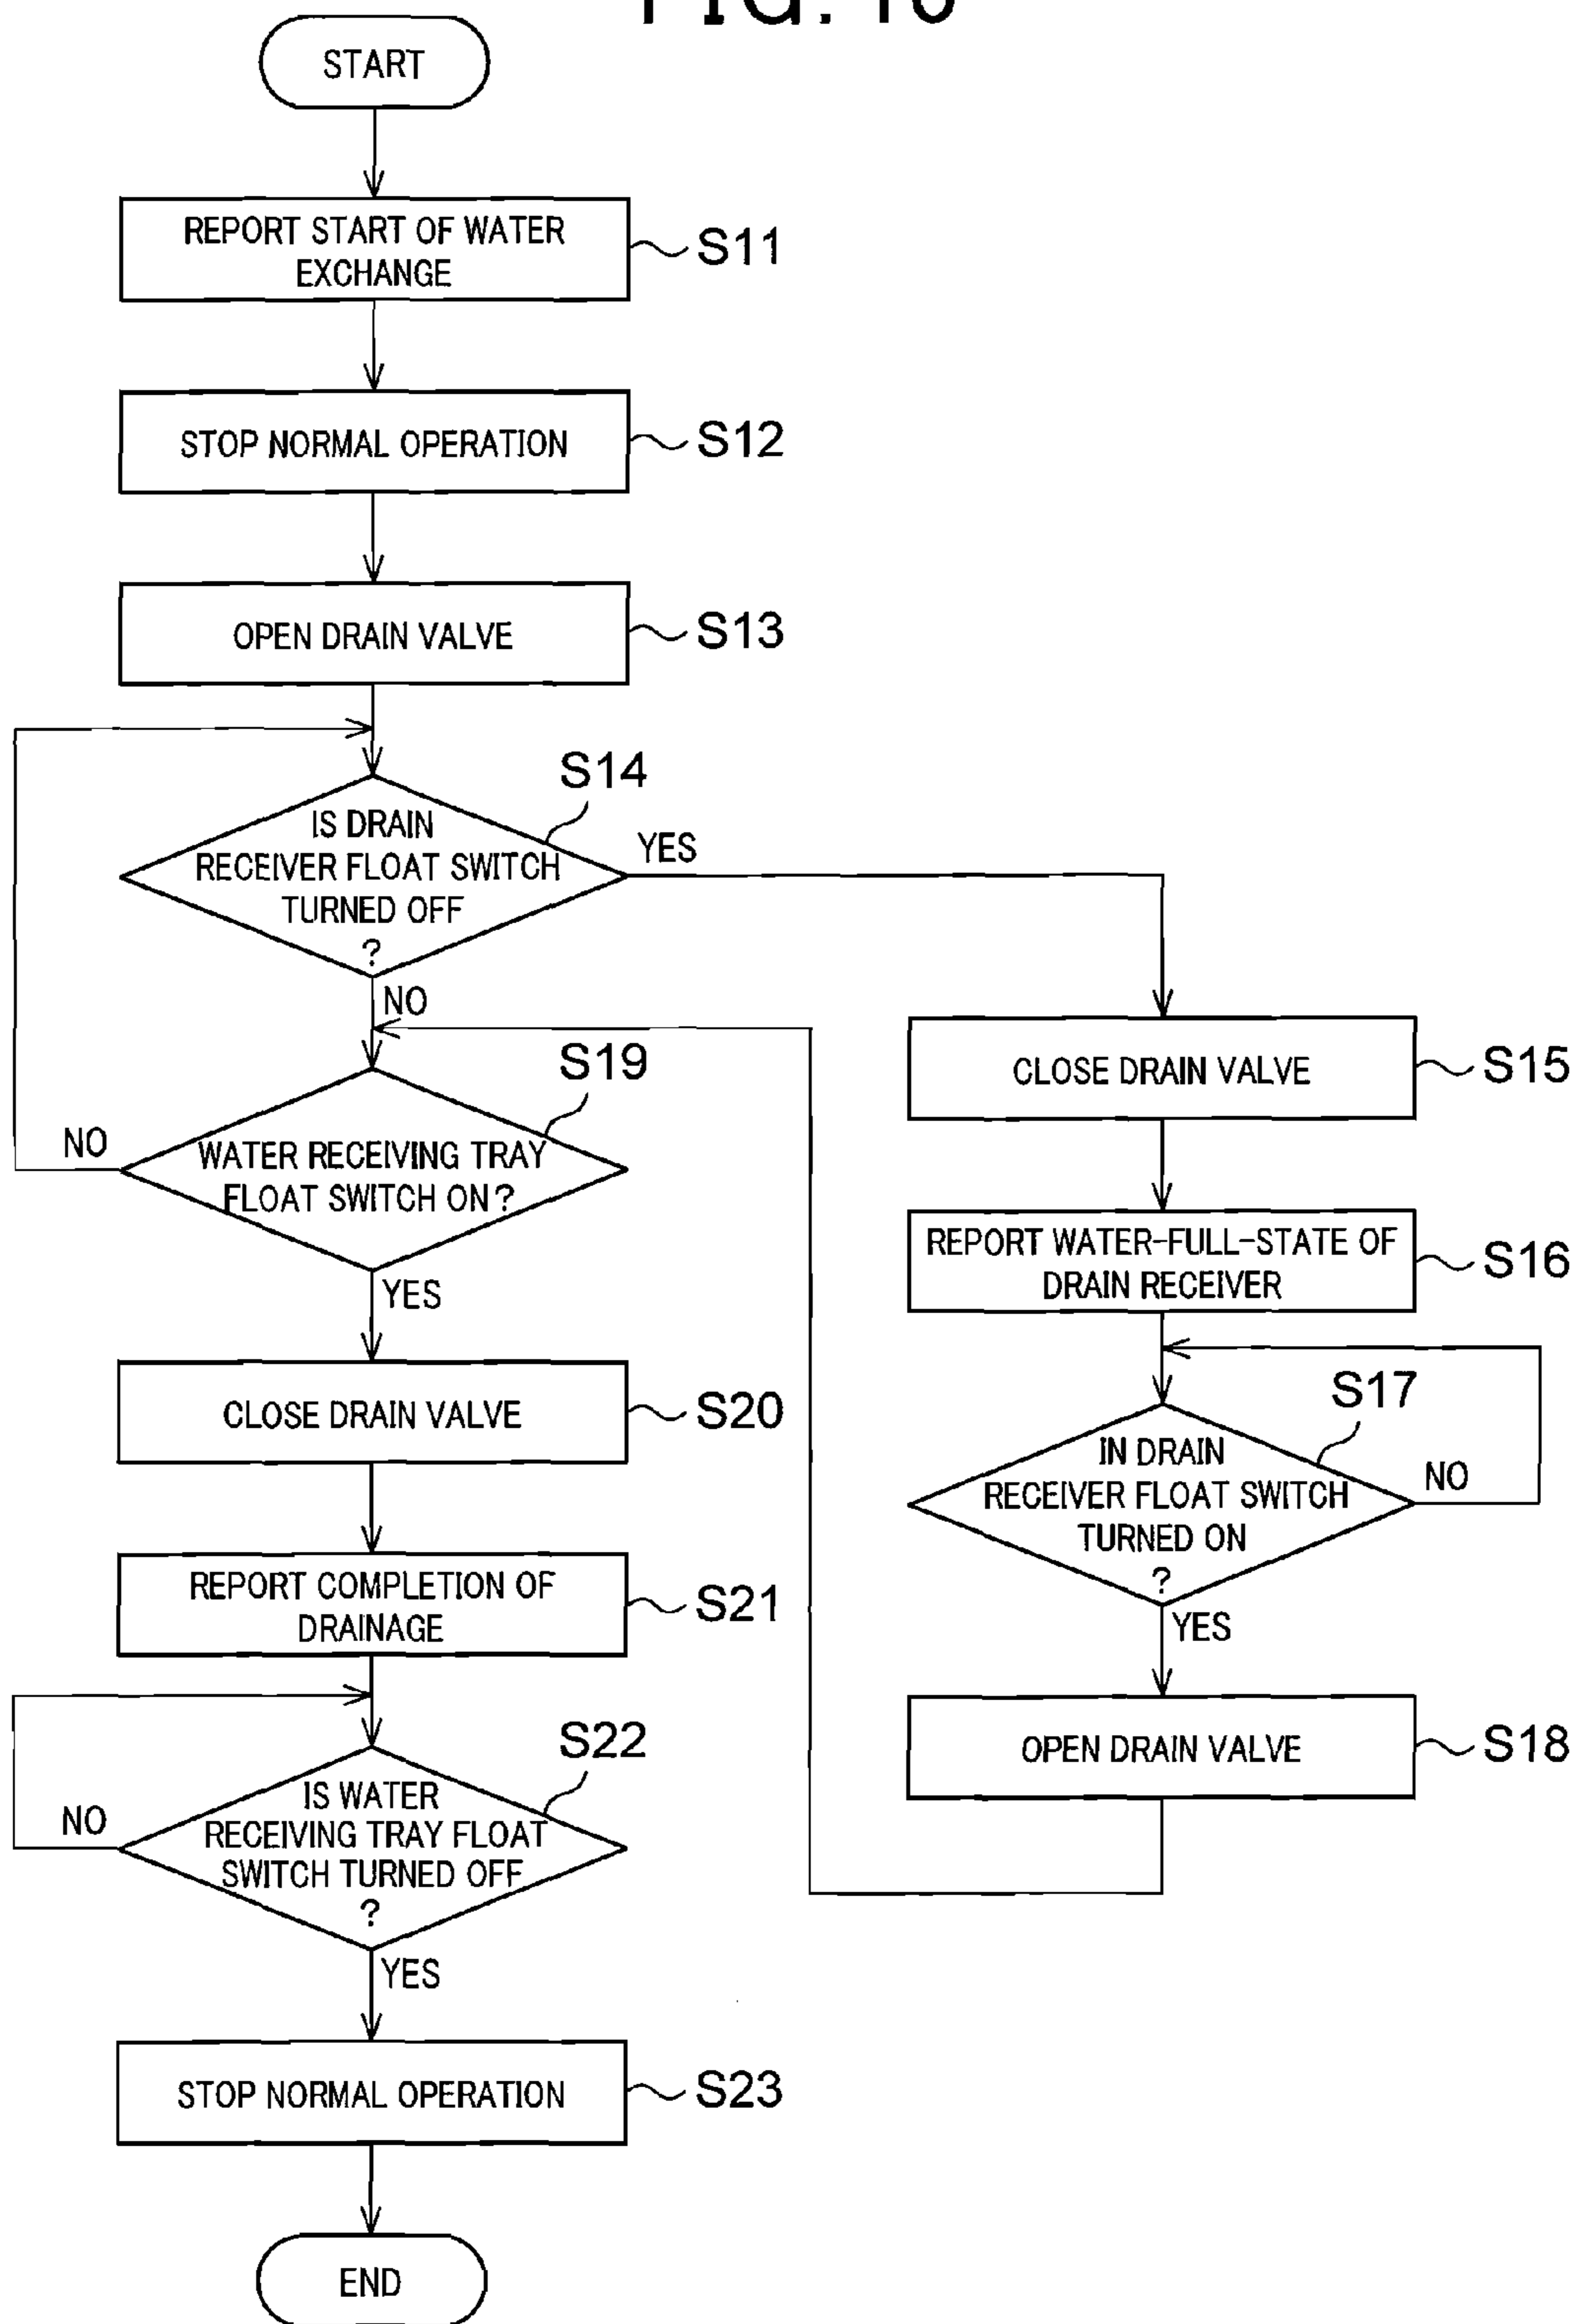 START
REPORT START OF WATER
EXCHANGE
S11
STOP NORMAL OPERATION
S12
OPEN DRAIN VALVE
S13
S14
IS DRAIN
RECEIVER FLOAT SWITCH
TURNED OFF
?
YES
NO
S19
WATER RECEIVING TRAY
FLOAT SWITCH ON?
NO
YES
CLOSE DRAIN VALVE
S20
REPORT COMPLETION OF
DRAINAGE
S21
S22
IS WATER
RECEIVING TRAY FLOAT
SWITCH TURNED OFF
?
NO
YES
STOP NORMAL OPERATION
S23
END
CLOSE DRAIN VALVE
S15
REPORT WATER-FULL-STATE OF
DRAIN RECEIVER
S16
S17
IN DRAIN
RECEIVER FLOAT SWITCH
TURNED ON
?
NO
YES
OPEN DRAIN VALVE
S18